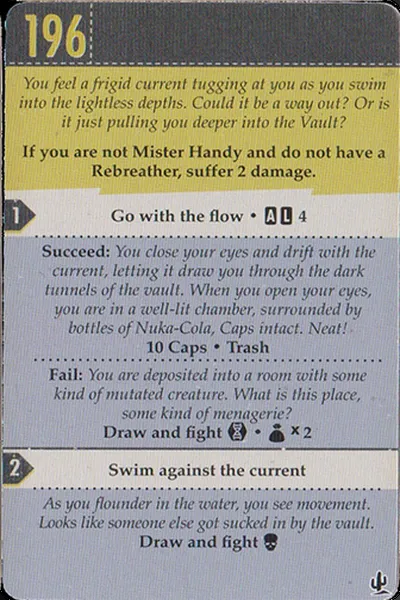 196
You feel a frigid current tugging at you as you swim
into the lightless depths. Could it be a way out? Or is
it just pulling you deeper into the Vault?
If you are not Mister Handy and do not have a
Rebreather, suffer 2 damage.
1
Go with the flow • A L 4
Succeed: You close your eyes and drift with the
current, letting it draw you through the dark
tunnels of the vault. When you open your eyes,
you are in a well-lit chamber, surrounded by
bottles of Nuka-Cola, Caps intact. Neat!
10 Caps • Trash
Fail: You are deposited into a room with some
kind of mutated creature. What is this place,
some kind of menagerie?
Draw and fight • x 2
2
Swim against the current
As you flounder in the water, you see movement.
Looks like someone else got sucked in by the vault.
Draw and fight